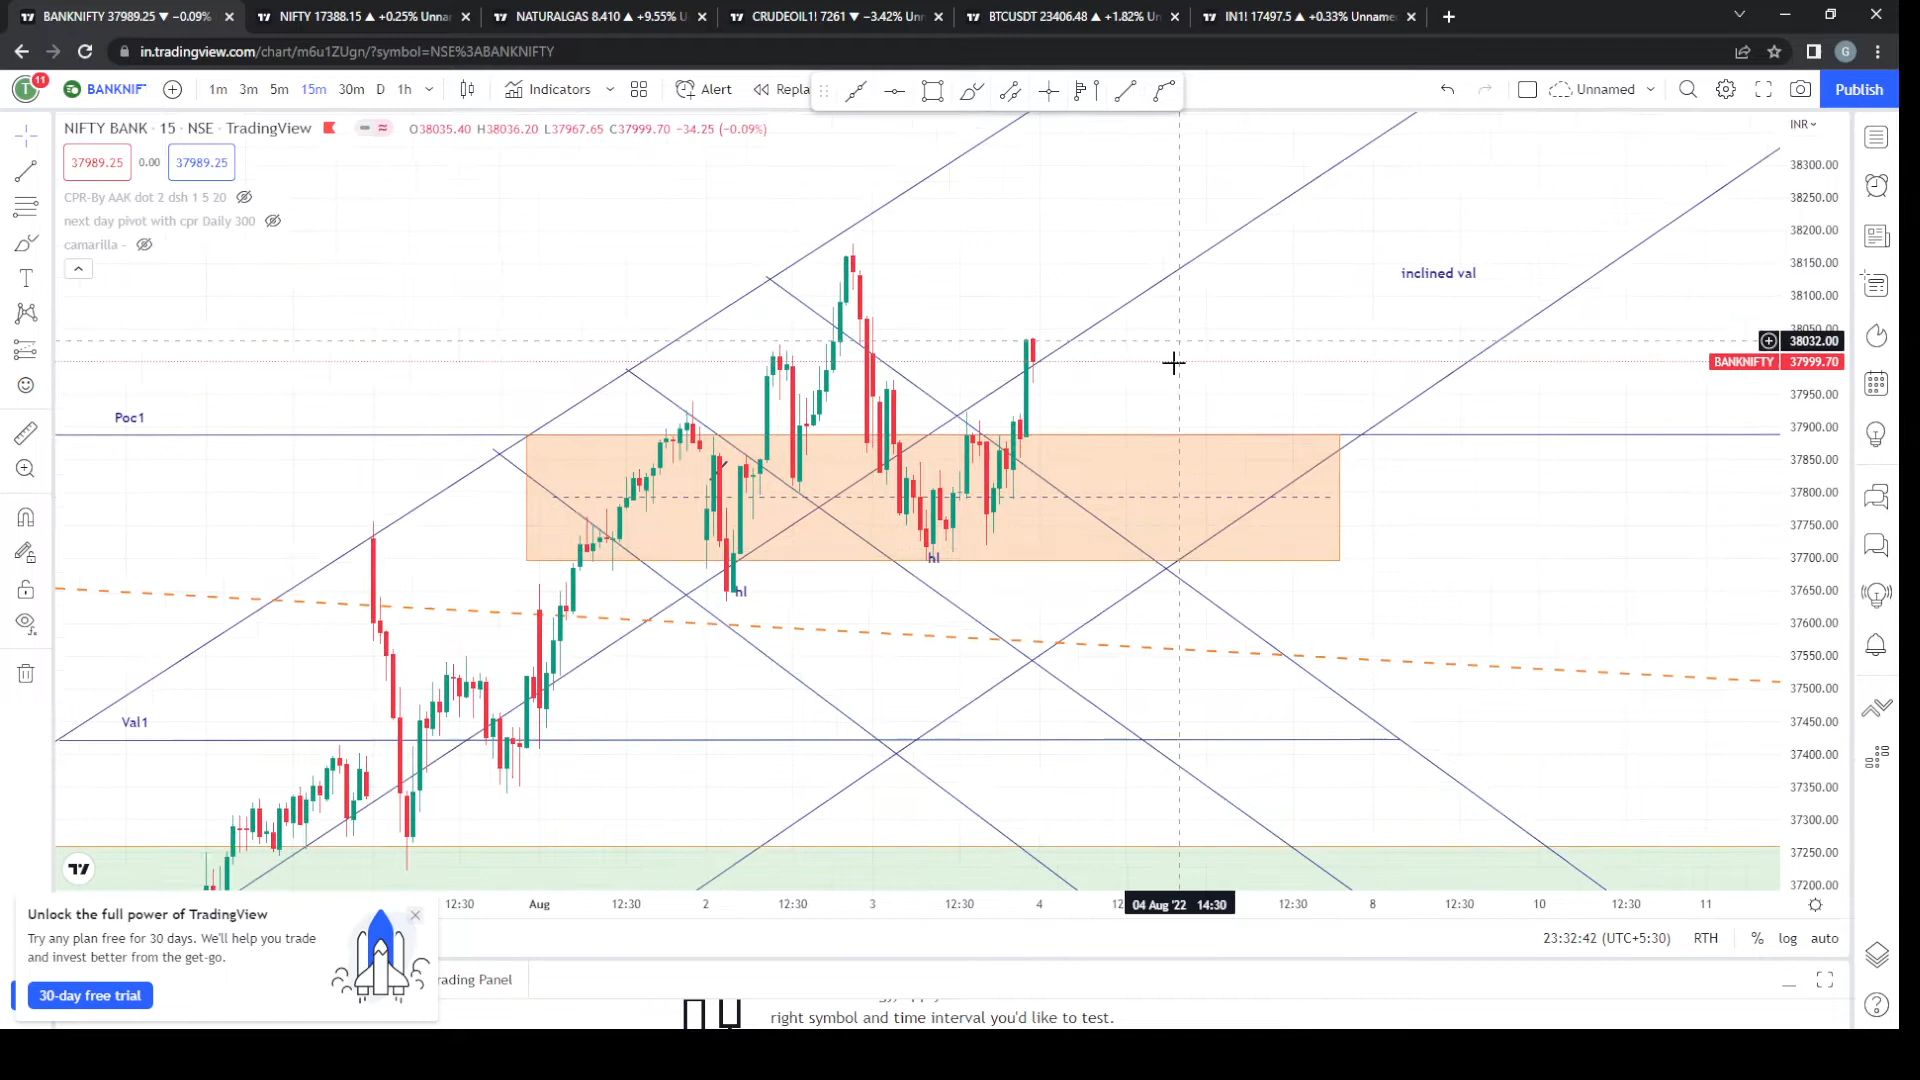 BANKNIFTY 37989.25 ▼ −0.09%
NIFTY 17388.15 ▲ +0.25% Unnar
NATURALGAS 8.410 ▲ +9.55% U
CRUDEOIL1! 7261 ▼ −3.42% Unn
BTCUSDT 23406.48 ▲ +1.82% Un
IN1! 17497.5 ▲ +0.33% Unname
in.tradingview.com/chart/m6u1ZUgn/?symbol=NSE%3ABANKNIFTY
G
T 11 BANKNIF 1m 3m 5m 15m 30m D 1h Indicators Alert Repla Unnamed Publish
NIFTY BANK · 15 · NSE · TradingView O38035.40 H38036.20 L37967.65 C37999.70 −34.25 (−0.09%)
37989.25 0.00 37989.25
CPR-By AAK dot 2 dsh 1 5 20
next day pivot with cpr Daily 300
camarilla -
INR
38300.00
38250.00
38200.00
38150.00
inclined val
38100.00
38050.00
38032.00
BANKNIFTY 37999.70
37950.00
Poc1
37900.00
37850.00
37800.00
37750.00
37700.00
hl
37650.00
hl
37600.00
37550.00
37500.00
37450.00
Val1
37400.00
37350.00
37300.00
37250.00
37200.00
12:30 Aug 12:30 2 12:30 3 12:30 4 12 04 Aug '22 14:30 12:30 8 12:30 10 12:30 11
Unlock the full power of TradingView
Try any plan free for 30 days. We'll help you trade
and invest better from the get-go.
30-day free trial
23:32:42 (UTC+5:30) RTH % log auto
rading Panel
right symbol and time interval you'd like to test.